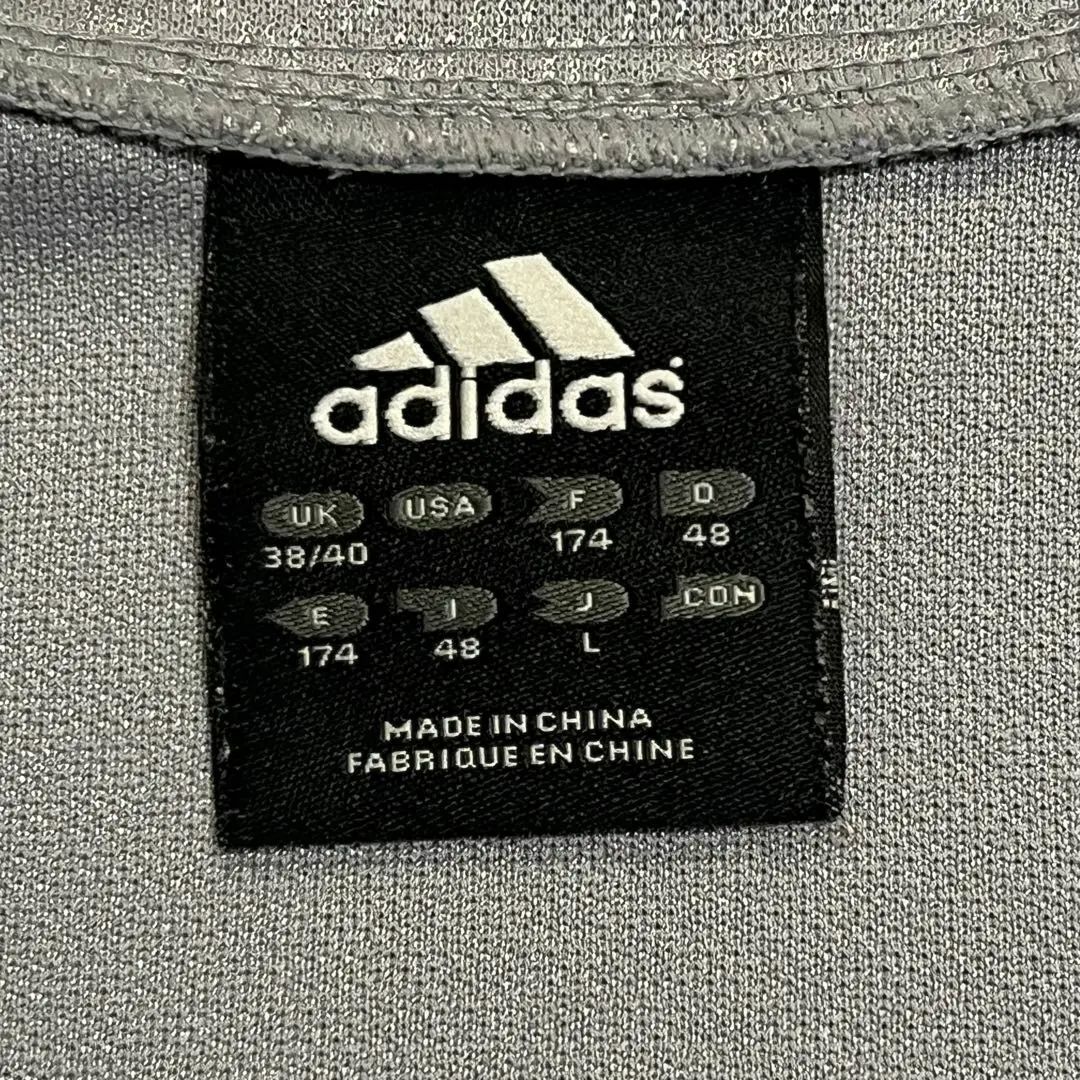 adidas
UK USA F D
38/40 174 48
E I J CON
174 48 L
MADE IN CHINA
FABRIQUE EN CHINE